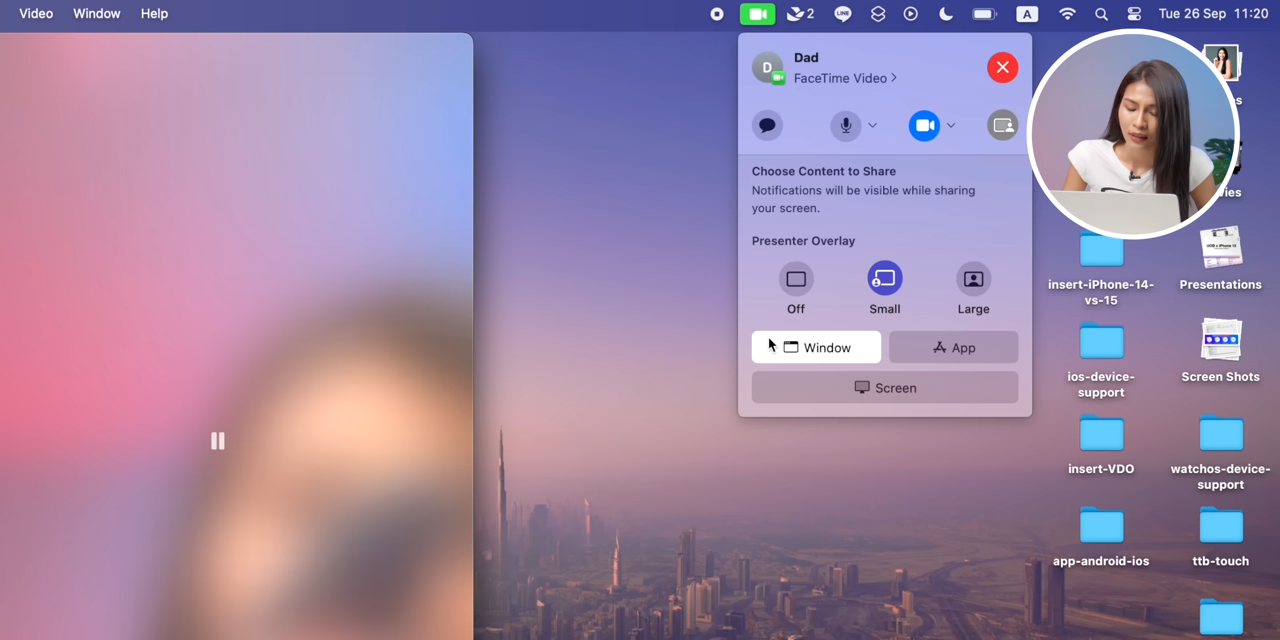 Video Window Help
2
LINE
A
Tue 26 Sep 11:20
D
Dad
FaceTime Video
Choose Content to Share
Notifications will be visible while sharing
your screen.
Presenter Overlay
Off
Small
Large
Window
App
Screen
insert-iPhone-14-
vs-15
Presentations
ios-device-
support
Screen Shots
insert-VDO
watchos-device-
support
app-android-ios
ttb-touch